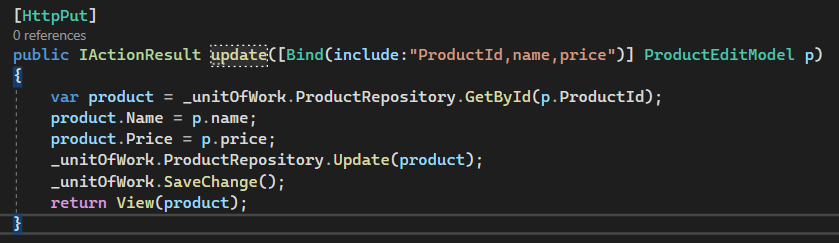 [HttpPut]
0 references
public IActionResult update([Bind(include:"ProductId,name,price")] ProductEditModel p)
{
var product = _unitOfWork.ProductRepository.GetById(p.ProductId);
product.Name = p.name;
product.Price = p.price;
_unitOfWork.ProductRepository.Update(product);
_unitOfWork.SaveChange();
return View(product);
}